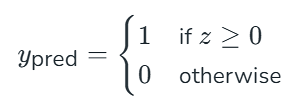 1 if z ≥ 0
y_pred = {
0 otherwise